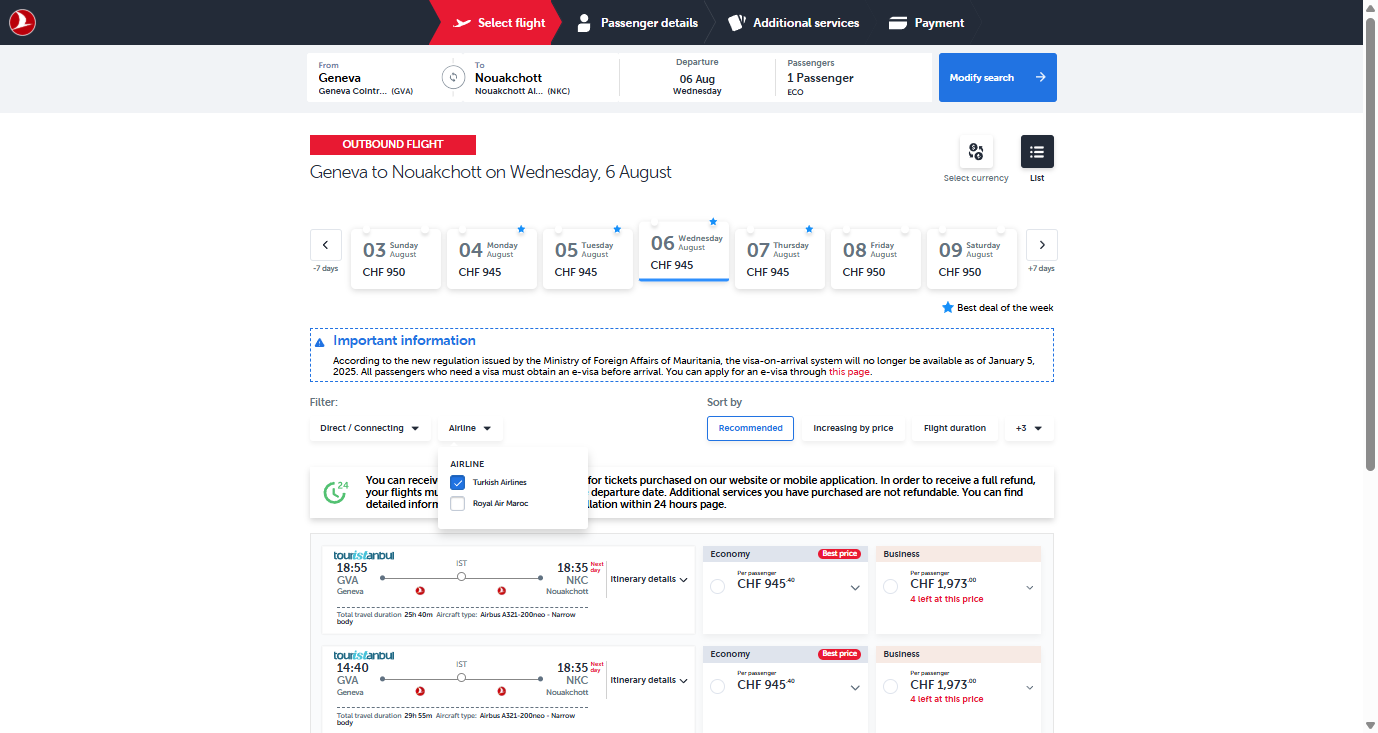 Select flight
Passenger details
Additional services
Payment
From
Geneva
Geneva Cointr... (GVA)
To
Nouakchott
Nouakchott Al... (NKC)
Departure
06 Aug
Wednesday
Passengers
1 Passenger
ECO
Modify search
OUTBOUND FLIGHT
Geneva to Nouakchott on Wednesday, 6 August
Select currency
List
-7 days
03 Sunday August
CHF 950
04 Monday August
CHF 945
05 Tuesday August
CHF 945
06 Wednesday August
CHF 945
07 Thursday August
CHF 945
08 Friday August
CHF 950
09 Saturday August
CHF 950
+7 days
Best deal of the week
Important information
According to the new regulation issued by the Ministry of Foreign Affairs of Mauritania, the visa-on-arrival system will no longer be available as of January 5,
2025. All passengers who need a visa must obtain an e-visa before arrival. You can apply for an e-visa through this page.
Filter:
Direct / Connecting
Airline
Sort by
Recommended
Increasing by price
Flight duration
+3
AIRLINE
Turkish Airlines
Royal Air Maroc
24
You can receiv for tickets purchased on our website or mobile application. In order to receive a full refund,
your flights mu departure date. Additional services you have purchased are not refundable. You can find
detailed inform llation within 24 hours page.
touristanbul
18:55
GVA
Geneva
IST
18:35 Next day
NKC
Nouakchott
Itinerary details
Total travel duration 25h 40m Aircraft type: Airbus A321-200neo - Narrow
body
Economy
Best price
Per passenger
CHF 945.40
Business
Per passenger
CHF 1,973.00
4 left at this price
touristanbul
14:40
GVA
Geneva
IST
18:35 Next day
NKC
Nouakchott
Itinerary details
Total travel duration 29h 55m Aircraft type: Airbus A321-200neo - Narrow
body
Economy
Best price
Per passenger
CHF 945.40
Business
Per passenger
CHF 1,973.00
4 left at this price